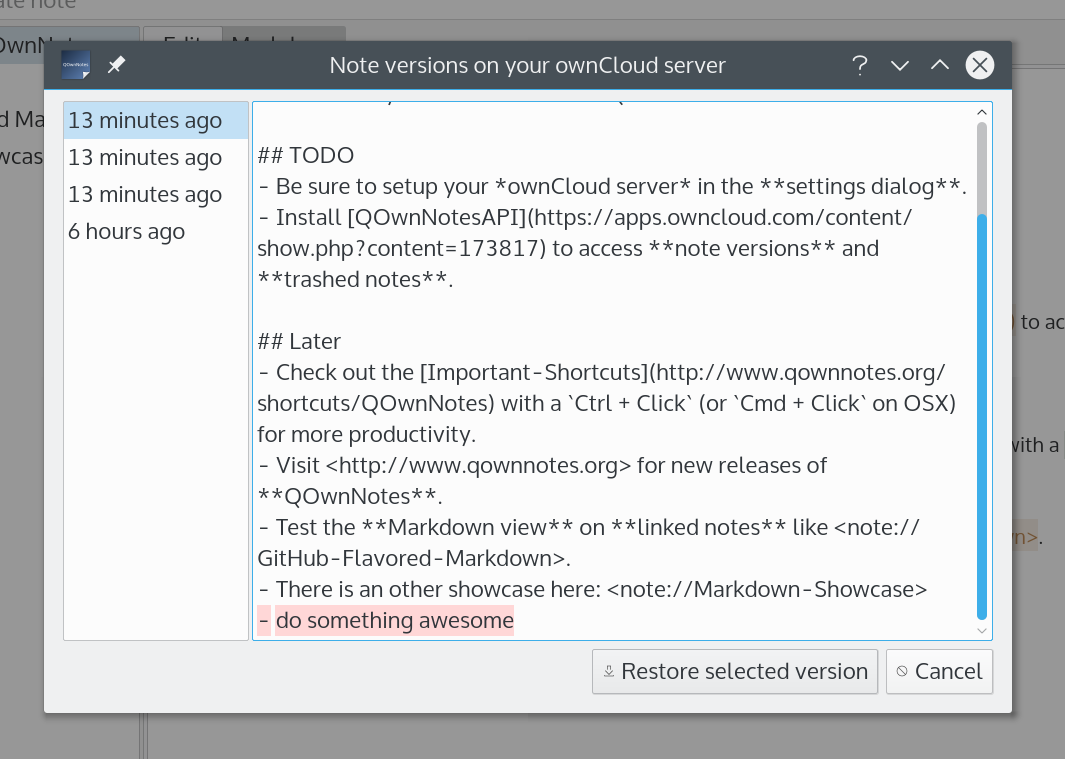 ate note
OwnNotes
Edit
Note versions on your ownCloud server
QOwnNotes
d Ma
wcas
13 minutes ago
13 minutes ago
13 minutes ago
6 hours ago
## TODO
- Be sure to setup your *ownCloud server* in the **settings dialog**.
- Install [QOwnNotesAPI](https://apps.owncloud.com/content/
show.php?content=173817) to access **note versions** and
**trashed notes**.
## Later
- Check out the [Important-Shortcuts](http://www.qownnotes.org/
shortcuts/QOwnNotes) with a `Ctrl + Click` (or `Cmd + Click` on OSX)
for more productivity.
- Visit <http://www.qownnotes.org> for new releases of
**QOwnNotes**.
- Test the **Markdown view** on **linked notes** like <note://
GitHub-Flavored-Markdown>.
- There is an other showcase here: <note://Markdown-Showcase>
- do something awesome
) to ac
with a
wn>.
Restore selected version
Cancel